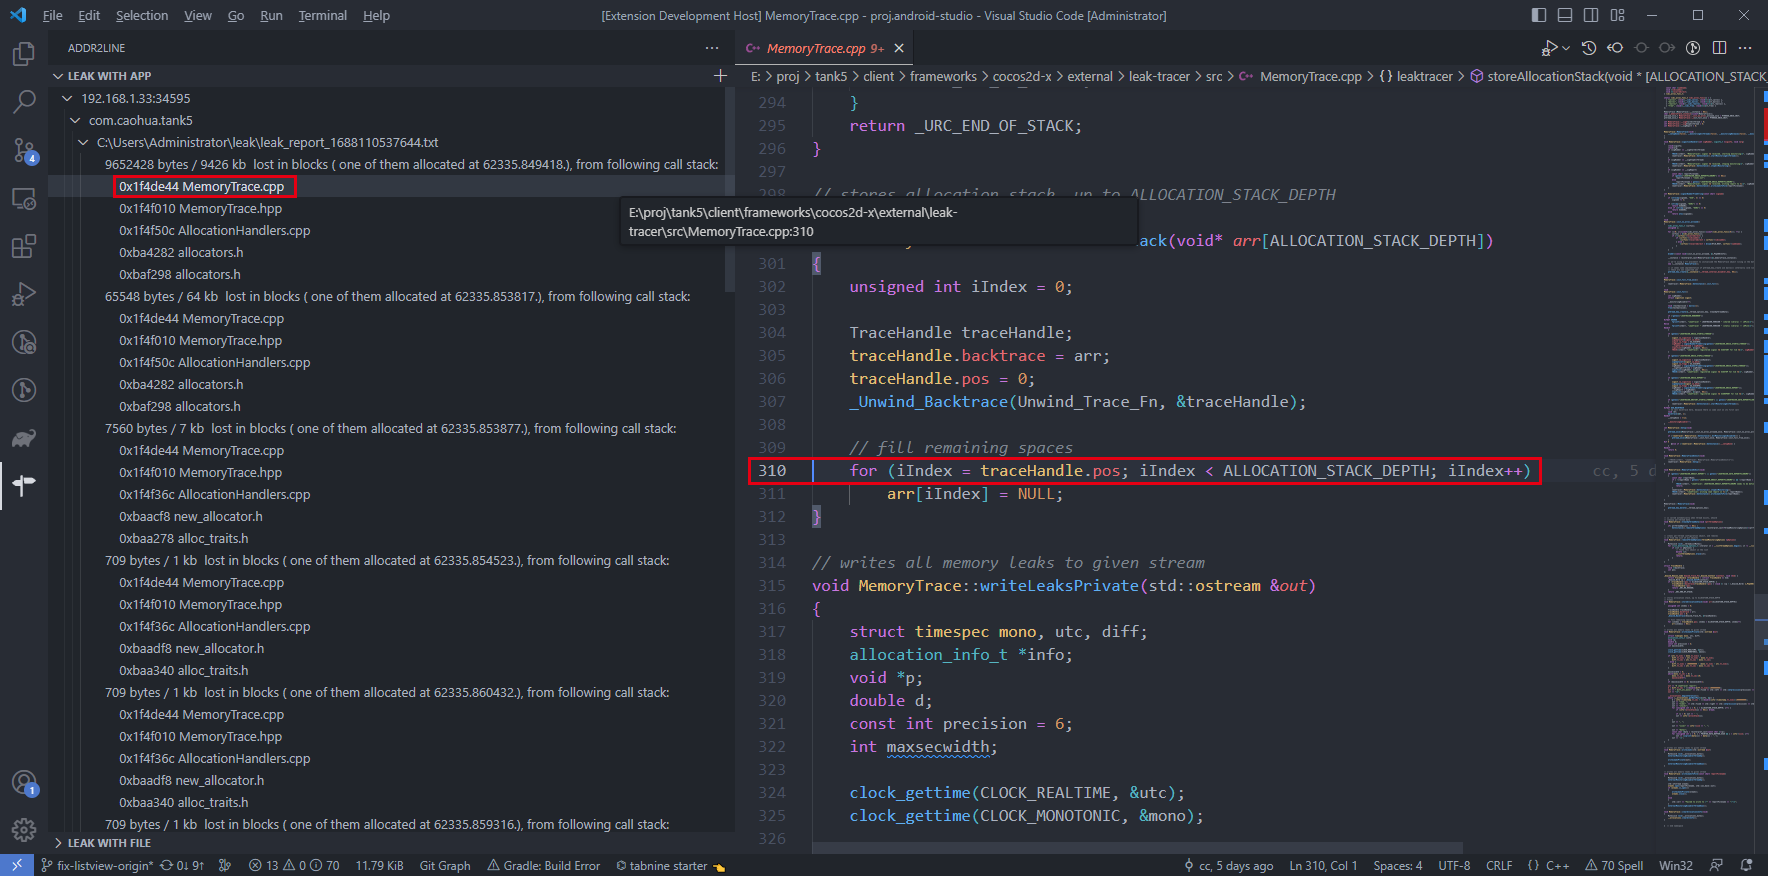 File Edit Selection View Go Run Terminal Help
[Extension Development Host] MemoryTrace.cpp - proj.android-studio - Visual Studio Code [Administrator]
ADDR2LINE
LEAK WITH APP
192.168.1.33:34595
com.caohua.tank5
C:\Users\Administrator\leak\leak_report_1688110537644.txt
9652428 bytes / 9426 kb lost in blocks ( one of them allocated at 62335.849418.), from following call stack:
0x1f4de44 MemoryTrace.cpp
0x1f4f010 MemoryTrace.hpp
0x1f4f50c AllocationHandlers.cpp
0xba4282 allocators.h
0xbaf298 allocators.h
65548 bytes / 64 kb lost in blocks ( one of them allocated at 62335.853817.), from following call stack:
0x1f4de44 MemoryTrace.cpp
0x1f4f010 MemoryTrace.hpp
0x1f4f50c AllocationHandlers.cpp
0xba4282 allocators.h
0xbaf298 allocators.h
7560 bytes / 7 kb lost in blocks ( one of them allocated at 62335.853877.), from following call stack:
0x1f4de44 MemoryTrace.cpp
0x1f4f010 MemoryTrace.hpp
0x1f4f36c AllocationHandlers.cpp
0xbaacf8 new_allocator.h
0xbaa278 alloc_traits.h
709 bytes / 1 kb lost in blocks ( one of them allocated at 62335.854523.), from following call stack:
0x1f4de44 MemoryTrace.cpp
0x1f4f010 MemoryTrace.hpp
0x1f4f36c AllocationHandlers.cpp
0xbaadf8 new_allocator.h
0xbaa340 alloc_traits.h
709 bytes / 1 kb lost in blocks ( one of them allocated at 62335.860432.), from following call stack:
0x1f4de44 MemoryTrace.cpp
0x1f4f010 MemoryTrace.hpp
0x1f4f36c AllocationHandlers.cpp
0xbaadf8 new_allocator.h
0xbaa340 alloc_traits.h
709 bytes / 1 kb lost in blocks ( one of them allocated at 62335.859316.), from following call stack:
LEAK WITH FILE
4
1
MemoryTrace.cpp 9+
E: > proj > tank5 > client > frameworks > cocos2d-x > external > leak-tracer > src > MemoryTrace.cpp > {} leaktracer > storeAllocationStack(void * [ALLOCATION_STACK_
294 }
295 return _URC_END_OF_STACK;
296 }
297
298 // stores allocation stack, up to ALLOCATION_STACK_DEPTH
E:\proj\tank5\client\frameworks\cocos2d-x\external\leak-
tracer\src\MemoryTrace.cpp:310
ack(void* arr[ALLOCATION_STACK_DEPTH])
301 {
302 unsigned int iIndex = 0;
303
304 TraceHandle traceHandle;
305 traceHandle.backtrace = arr;
306 traceHandle.pos = 0;
307 _Unwind_Backtrace(Unwind_Trace_Fn, &traceHandle);
308
309 // fill remaining spaces
310 for (iIndex = traceHandle.pos; iIndex < ALLOCATION_STACK_DEPTH; iIndex++) cc, 5 d
311 arr[iIndex] = NULL;
312 }
313
314 // writes all memory leaks to given stream
315 void MemoryTrace::writeLeaksPrivate(std::ostream &out)
316 {
317 struct timespec mono, utc, diff;
318 allocation_info_t *info;
319 void *p;
320 double d;
321 const int precision = 6;
322 int maxsecwidth;
323
324 clock_gettime(CLOCK_REALTIME, &utc);
325 clock_gettime(CLOCK_MONOTONIC, &mono);
326
fix-listview-origin* 0↓ 9↑ 13 0 70 11.79 KiB Git Graph Gradle: Build Error tabnine starter cc, 5 days ago Ln 310, Col 1 Spaces: 4 UTF-8 CRLF {} C++ 70 Spell Win32